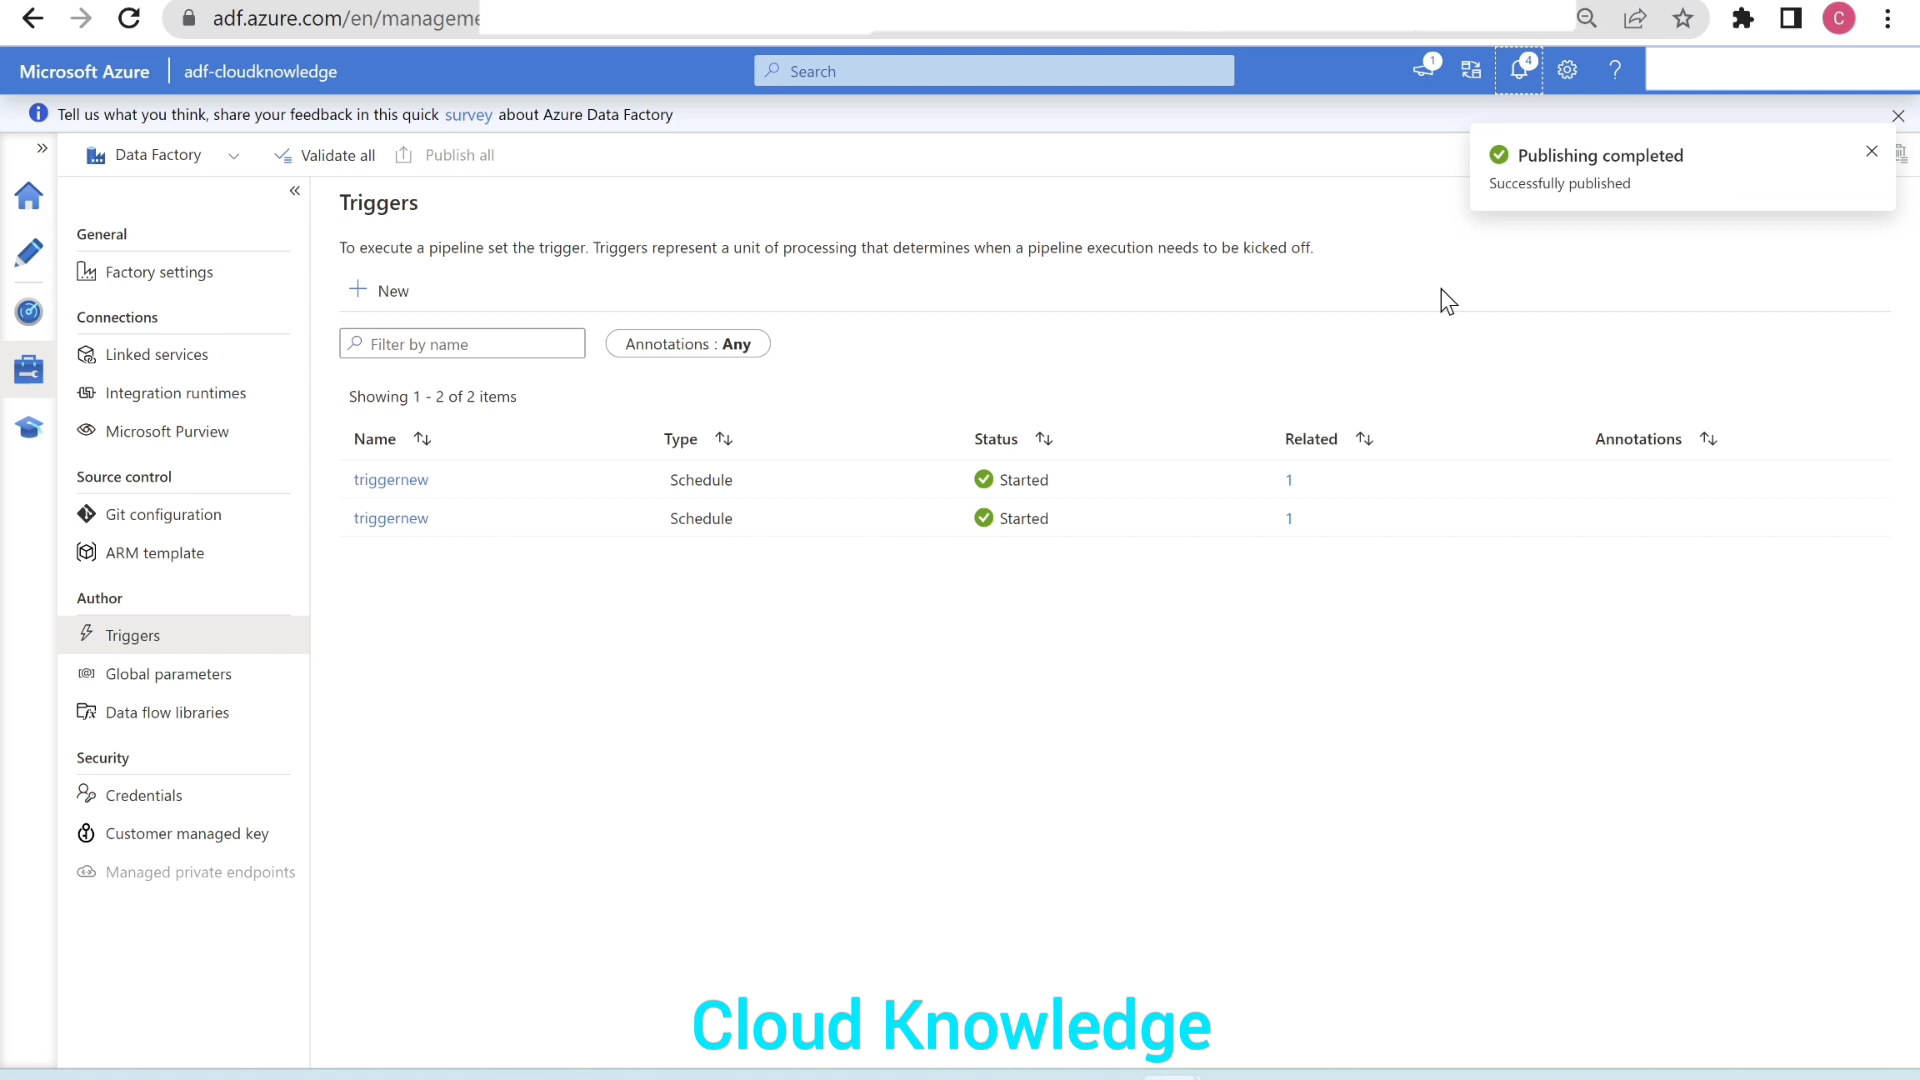 adf.azure.com/en/manageme
C
Microsoft Azure adf-cloudknowledge Search 1 4 ?
Tell us what you think, share your feedback in this quick survey about Azure Data Factory
Data Factory Validate all Publish all
Publishing completed
Successfully published
Triggers
To execute a pipeline set the trigger. Triggers represent a unit of processing that determines when a pipeline execution needs to be kicked off.
New
Filter by name Annotations : Any
Showing 1 - 2 of 2 items
Name Type Status Related Annotations
triggernew Schedule Started 1
triggernew Schedule Started 1
General
Factory settings
Connections
Linked services
Integration runtimes
Microsoft Purview
Source control
Git configuration
ARM template
Author
Triggers
Global parameters
Data flow libraries
Security
Credentials
Customer managed key
Managed private endpoints
Cloud Knowledge